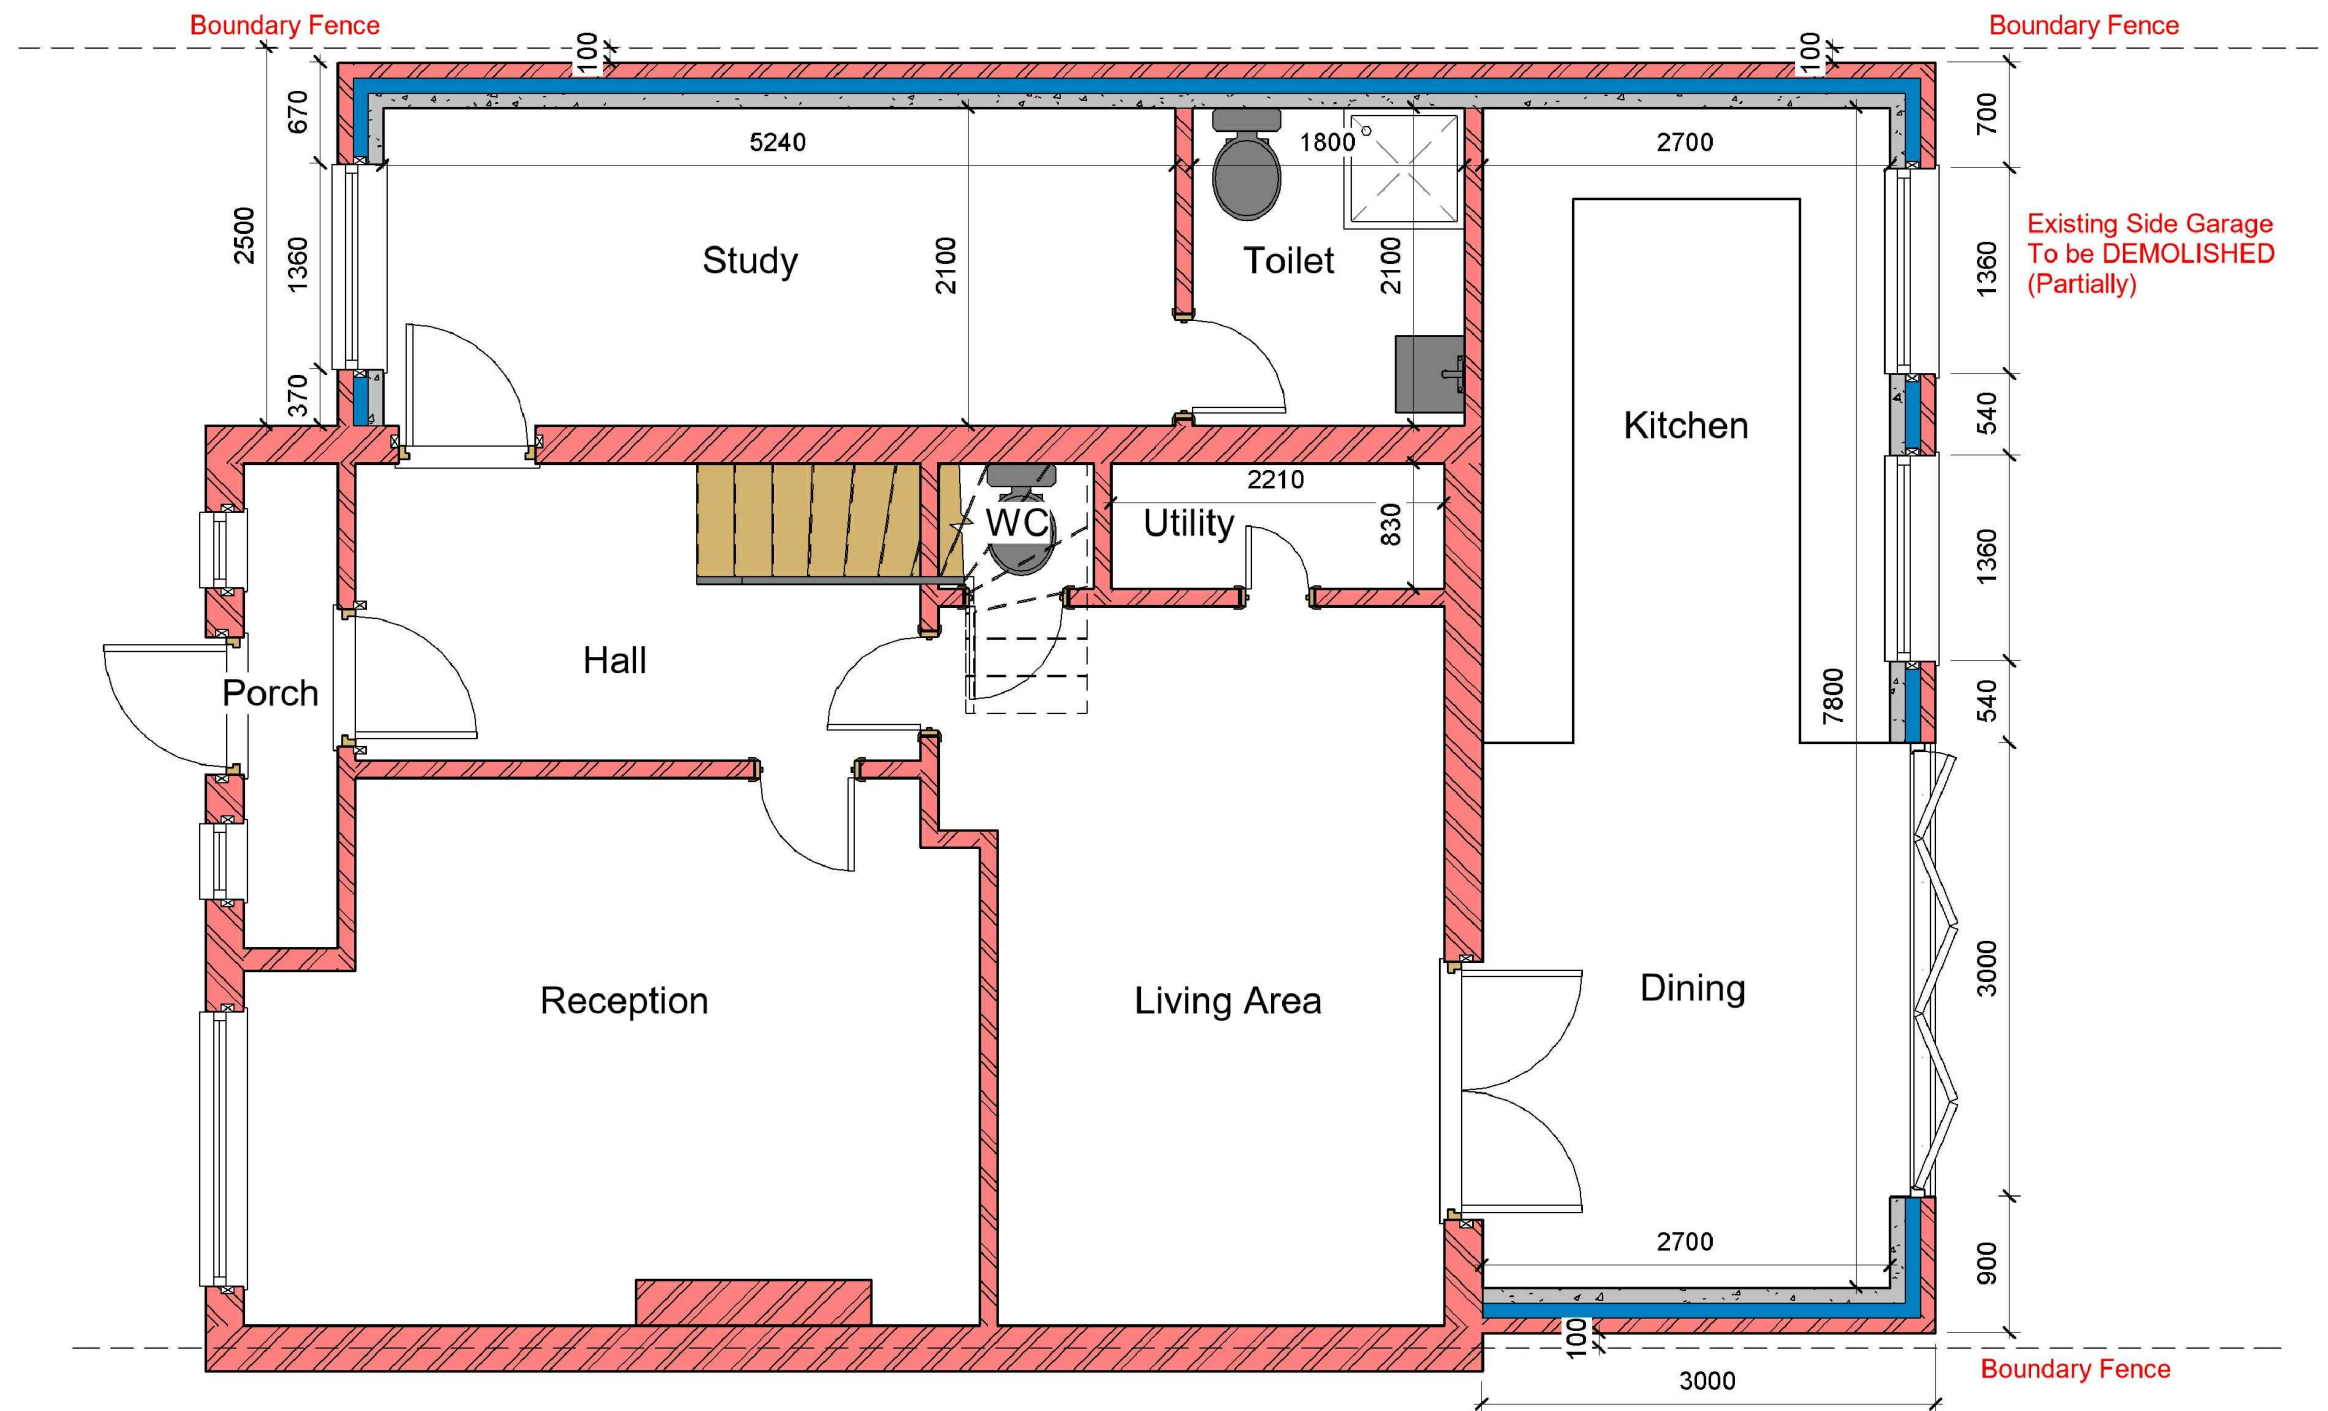 Boundary Fence
Boundary Fence
100
100
670
700
5240
1800
2700
2500
1360
2100
2100
1360
Existing Side Garage
To be DEMOLISHED
(Partially)
Study
Toilet
370
540
Kitchen
2210
WC
Utility
830
1360
Hall
Porch
7800
540
Reception
Living Area
Dining
3000
2700
900
100
Boundary Fence
3000